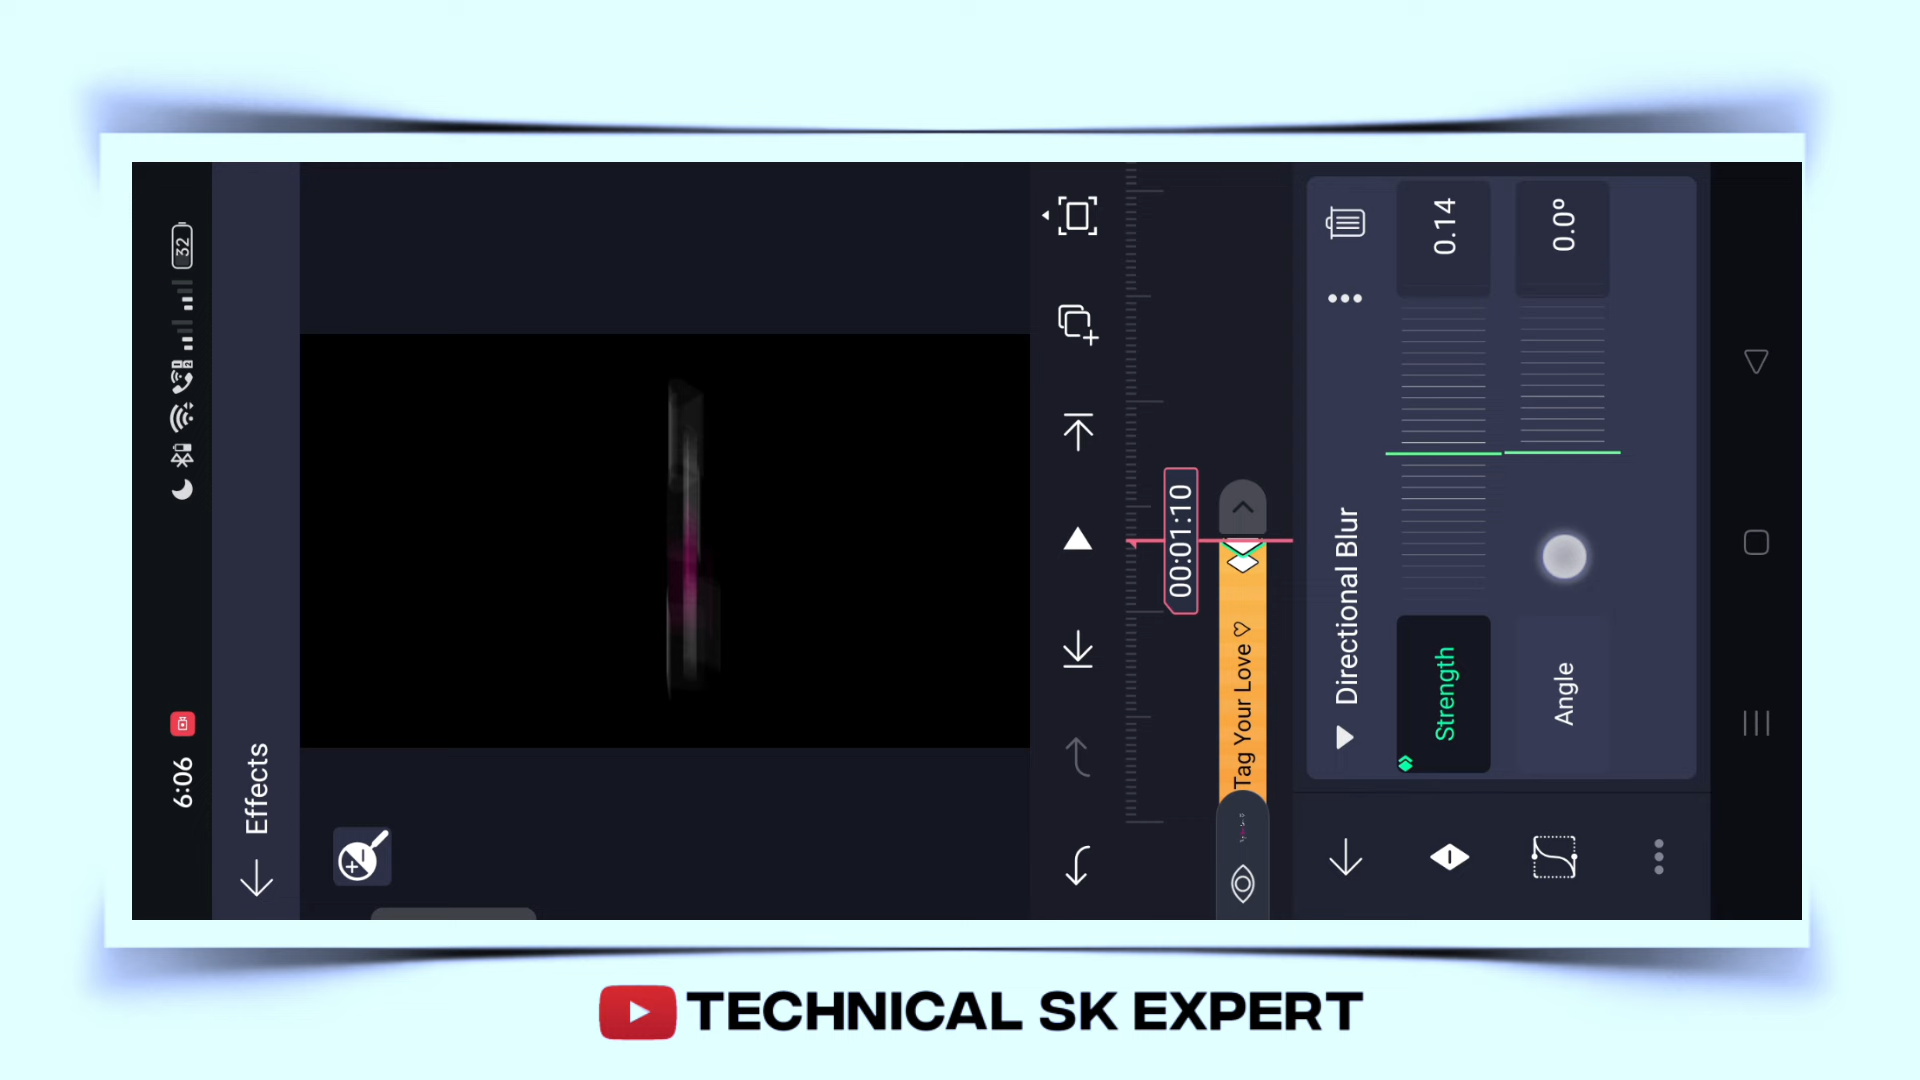 6:06
32
Effects
00:01:10
Tag Your Love ♡
Directional Blur
Strength
0.14
Angle
0.0°
TECHNICAL SK EXPERT